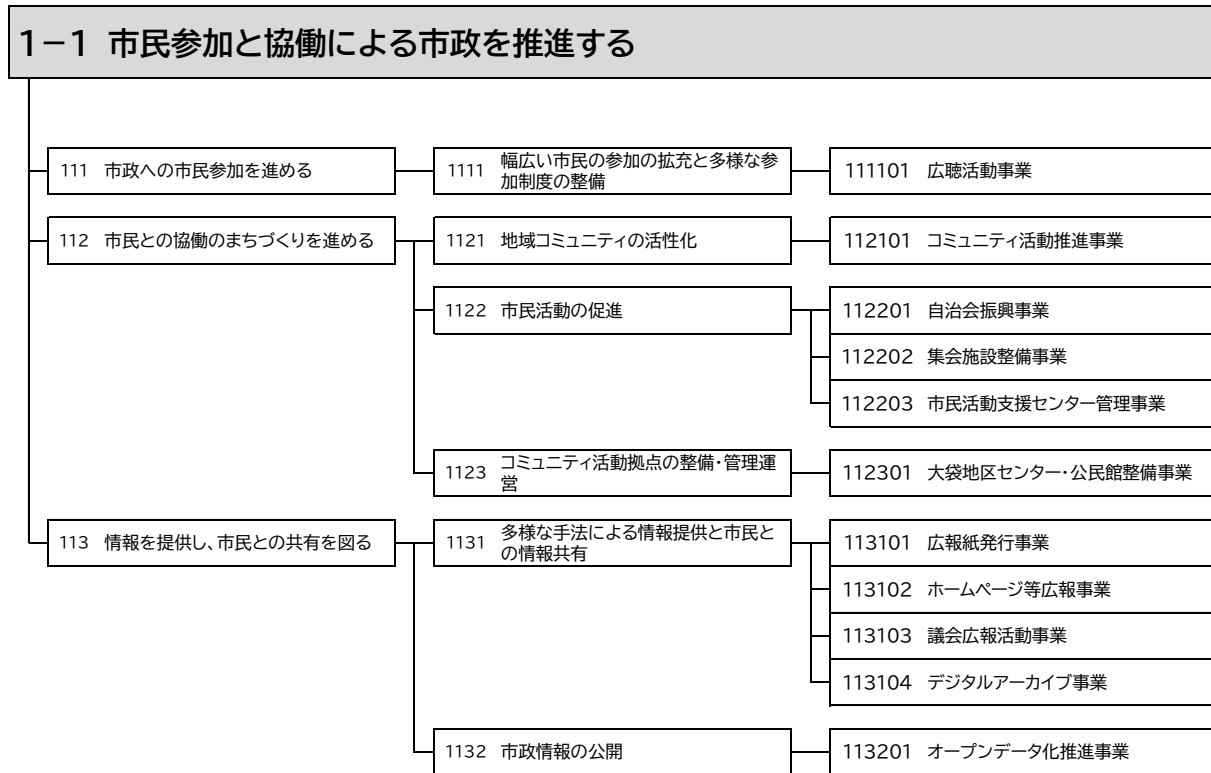 1－1 市民参加と協働による市政を推進する
111 市政への市民参加を進める
1111 幅広い市民の参加の拡充と多様な参
加制度の整備
111101 広聴活動事業
112 市民との協働のまちづくりを進める
1121 地域コミュニティの活性化
112101 コミュニティ活動推進事業
1122 市民活動の促進
112201 自治会振興事業
112202 集会施設整備事業
112203 市民活動支援センター管理事業
1123 コミュニティ活動拠点の整備・管理運
営
112301 大袋地区センター・公民館整備事業
113 情報を提供し、市民との共有を図る
1131 多様な手法による情報提供と市民と
の情報共有
113101 広報紙発行事業
113102 ホームページ等広報事業
113103 議会広報活動事業
113104 デジタルアーカイブ事業
1132 市政情報の公開
113201 オープンデータ化推進事業